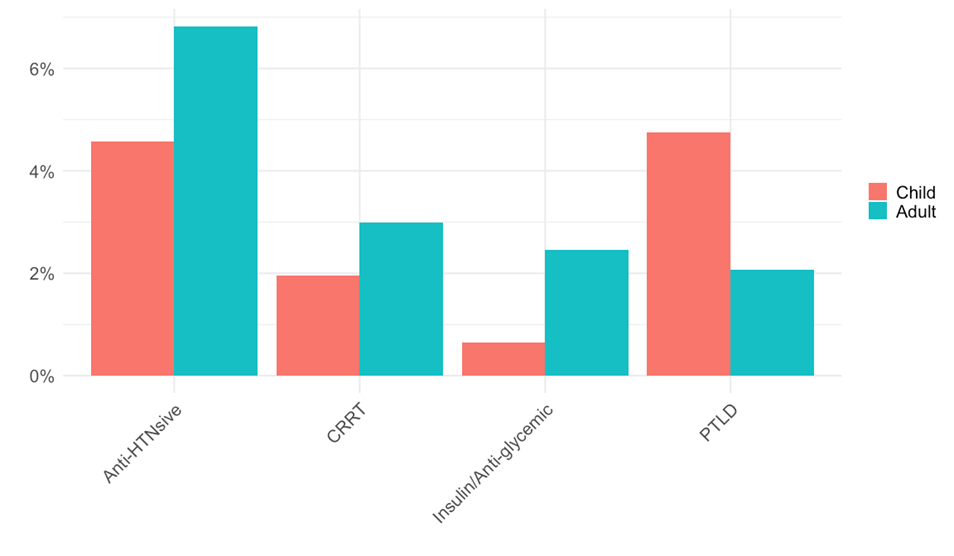 6%
4%
2%
0%
Anti-HTNsive
CRRT
Insulin/Anti-glycemic
PTLD
Child
Adult